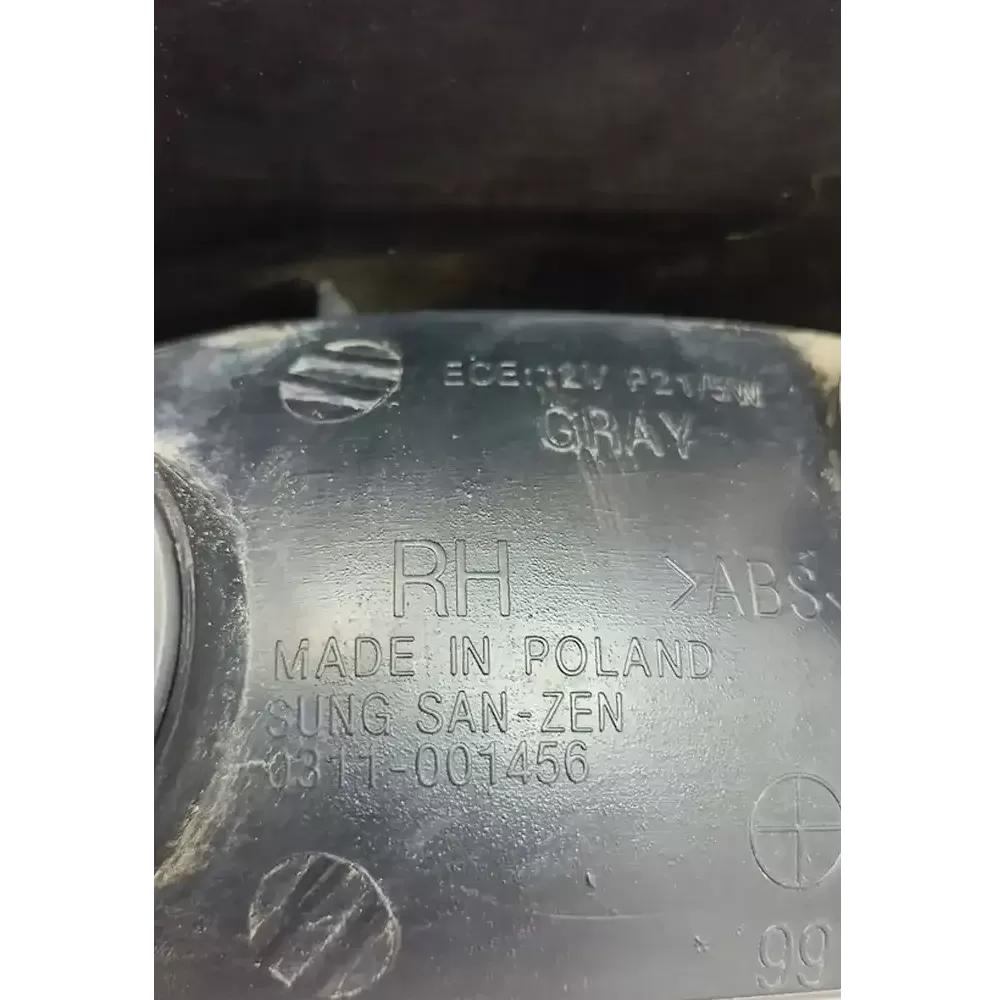 ECE: 12V P21/5W
GRAY
RH
>ABS<
MADE IN POLAND
SUNG SAN-ZEN
0311-001456
99